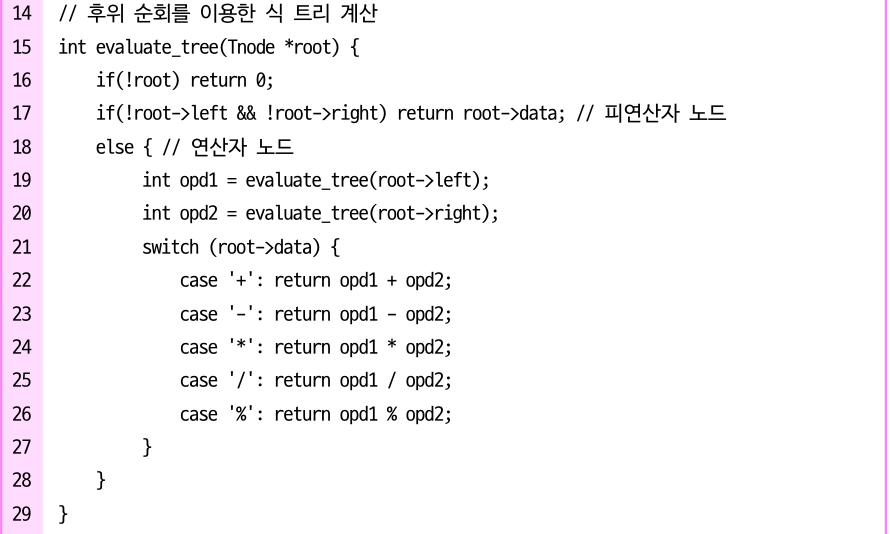 14 // 후위 순회를 이용한 식 트리 계산
15 int evaluate_tree(Tnode *root) {
16     if(!root) return 0;
17     if(!root->left && !root->right) return root->data; // 피연산자 노드
18     else { // 연산자 노드
19         int opd1 = evaluate_tree(root->left);
20         int opd2 = evaluate_tree(root->right);
21         switch (root->data) {
22             case '+': return opd1 + opd2;
23             case '-': return opd1 - opd2;
24             case '*': return opd1 * opd2;
25             case '/': return opd1 / opd2;
26             case '%': return opd1 % opd2;
27         }
28     }
29 }